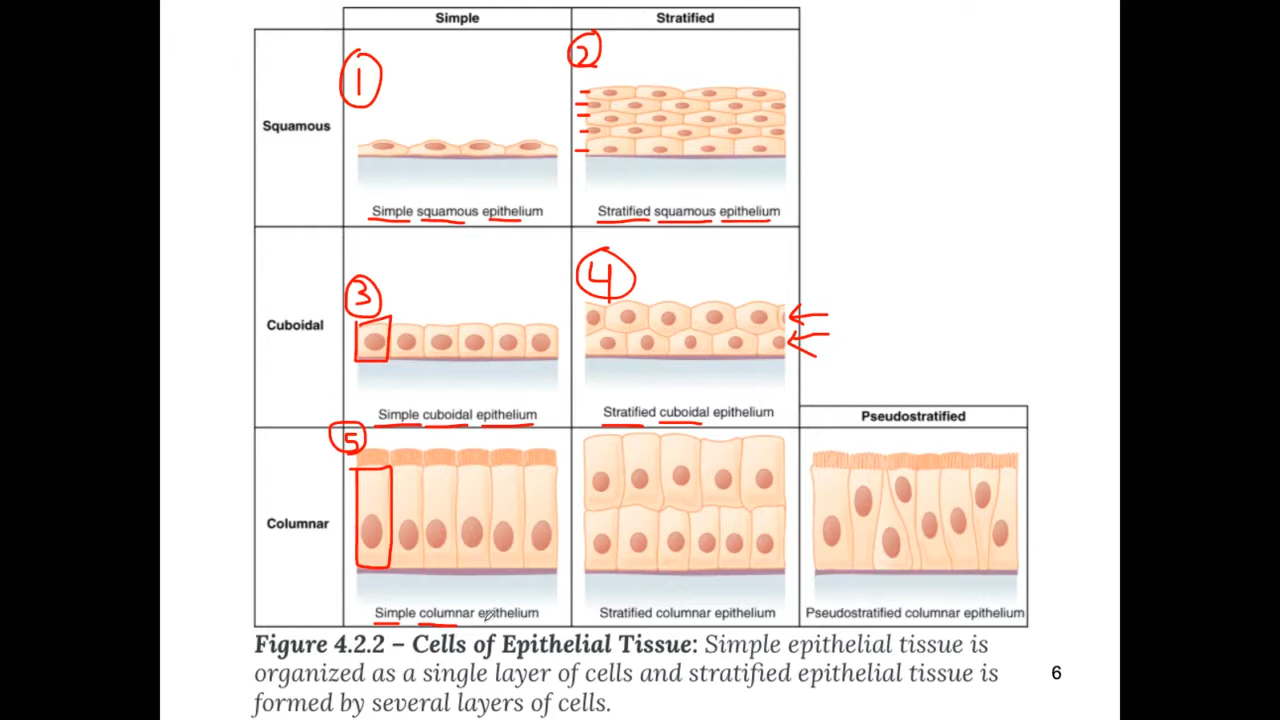 Simple Stratified
1 2
Squamous
Simple squamous epithelium Stratified squamous epithelium
3 4
Cuboidal
Simple cuboidal epithelium Stratified cuboidal epithelium
Pseudostratified
5
Columnar
Simple columnar epithelium Stratified columnar epithelium Pseudostratified columnar epithelium
Figure 4.2.2 – Cells of Epithelial Tissue: Simple epithelial tissue is
organized as a single layer of cells and stratified epithelial tissue is
formed by several layers of cells.
6